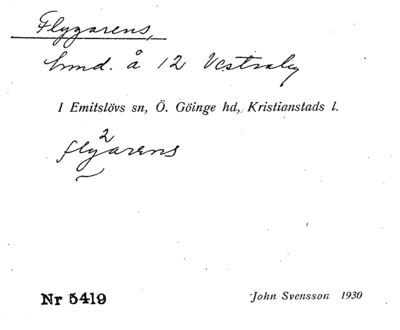 Flygarens,
hmd. å 12 Vestraby
I Emitslövs sn, Ö. Göinge hd, Kristianstads l.
2
flygarens
Nr 5419
John Svensson 1930